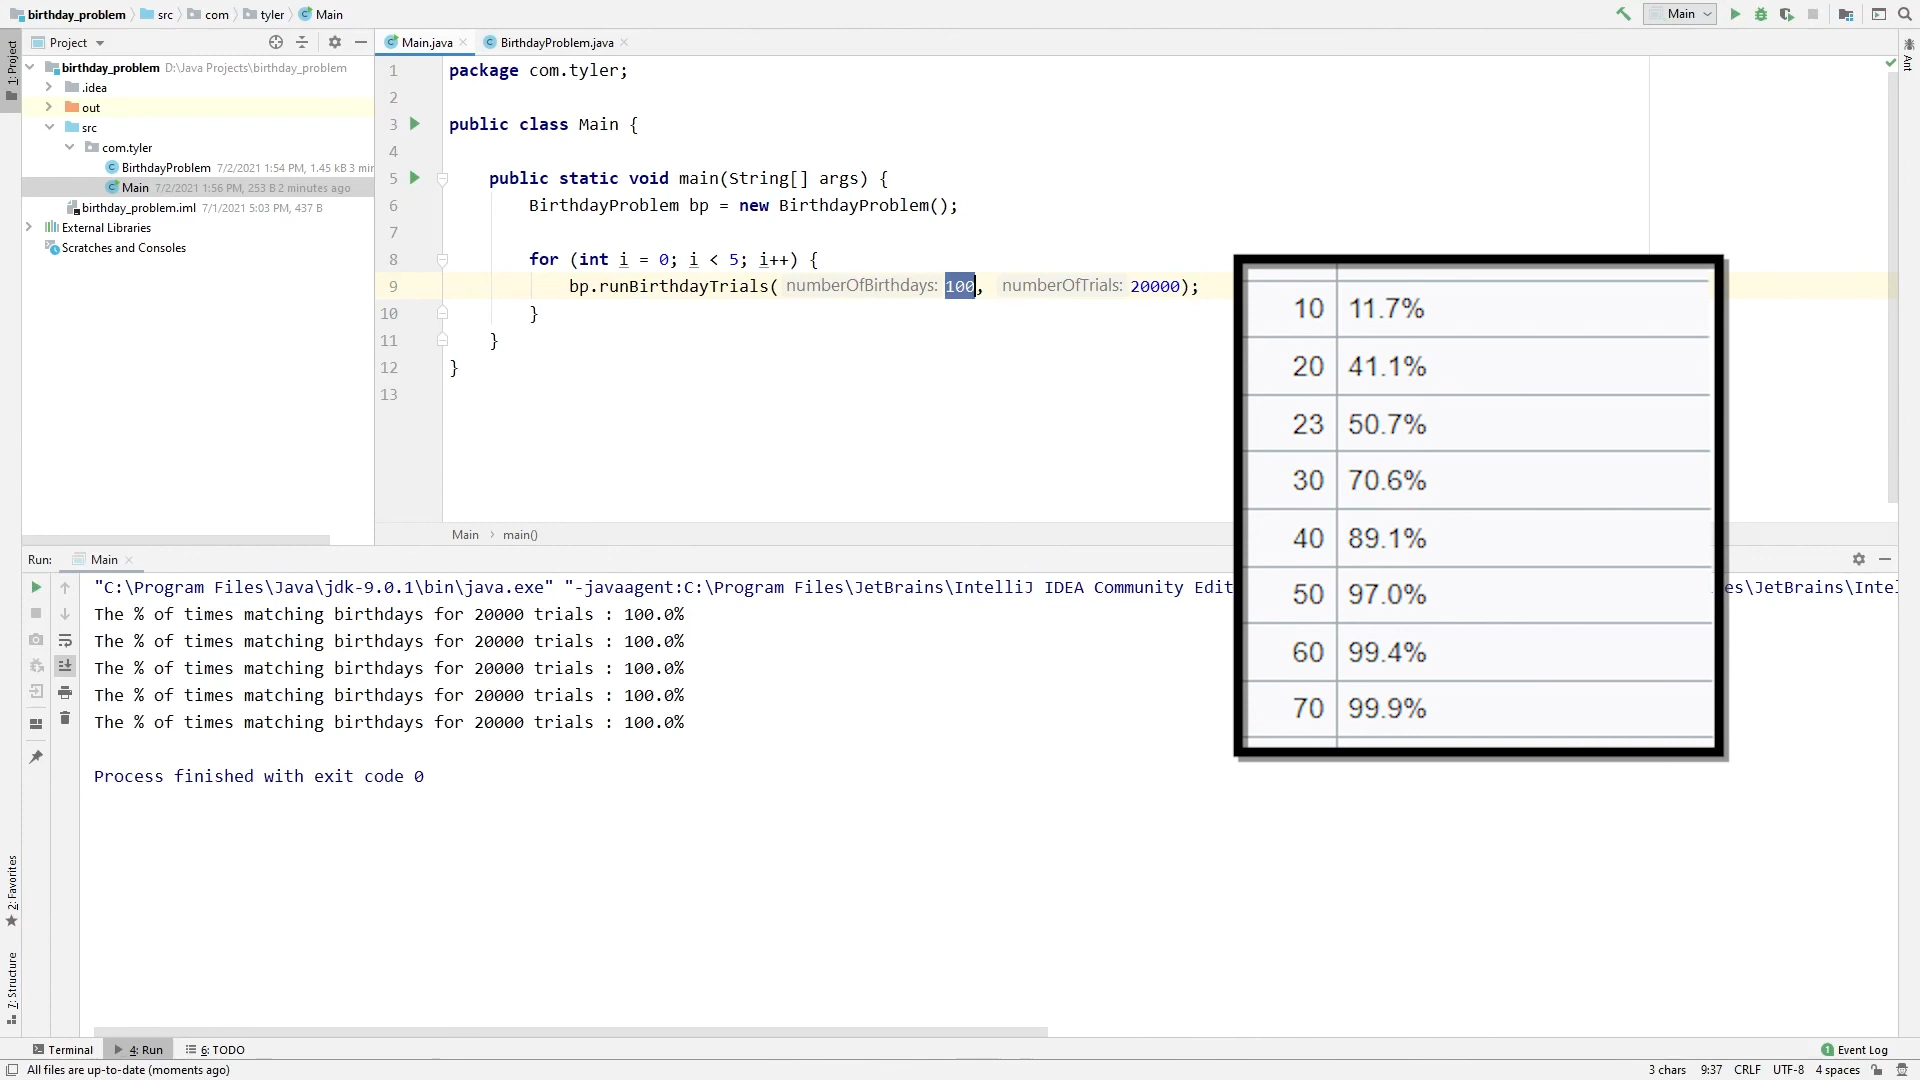 birthday_problem src com tyler Main
Main
Project
Main.java BirthdayProblem.java
1: Project
Ant
birthday_problem D:\Java Projects\birthday_problem
.idea
out
src
com.tyler
BirthdayProblem 7/2/2021 1:54 PM, 1.45 kB 3 mir
Main 7/2/2021 1:56 PM, 253 B 2 minutes ago
birthday_problem.iml 7/1/2021 5:03 PM, 437 B
External Libraries
Scratches and Consoles
1 package com.tyler;
2
3 public class Main {
4
5 public static void main(String[] args) {
6 BirthdayProblem bp = new BirthdayProblem();
7
8 for (int i = 0; i < 5; i++) {
9 bp.runBirthdayTrials( numberOfBirthdays: 100, numberOfTrials: 20000);
10 }
11 }
12 }
13
Main main()
10 11.7%
20 41.1%
23 50.7%
30 70.6%
40 89.1%
50 97.0%
60 99.4%
70 99.9%
Run: Main
"C:\Program Files\Java\jdk-9.0.1\bin\java.exe" "-javaagent:C:\Program Files\JetBrains\IntelliJ IDEA Community Edit es\JetBrains\Intel
The % of times matching birthdays for 20000 trials : 100.0%
The % of times matching birthdays for 20000 trials : 100.0%
The % of times matching birthdays for 20000 trials : 100.0%
The % of times matching birthdays for 20000 trials : 100.0%
The % of times matching birthdays for 20000 trials : 100.0%
Process finished with exit code 0
2: Favorites
7: Structure
Terminal 4: Run 6: TODO
1 Event Log
All files are up-to-date (moments ago)
3 chars 9:37 CRLF UTF-8 4 spaces